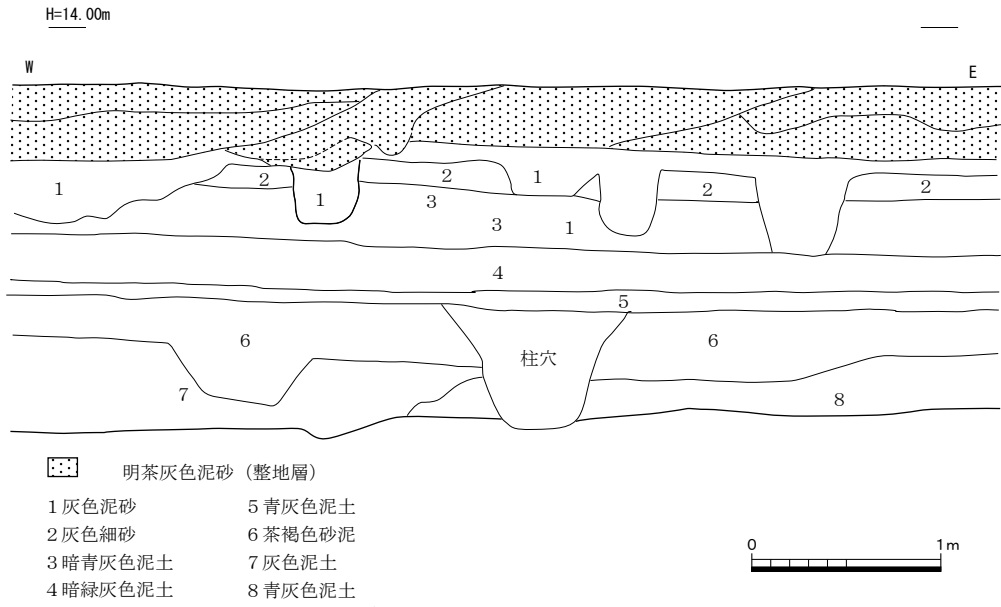 H=14.00m
W
E
1
2
1
3
2
1
3
1
2
2
4
5
6
柱穴
6
7
8
明茶灰色泥砂（整地層）
1灰色泥砂
2灰色細砂
3暗青灰色泥土
4暗緑灰色泥土
5青灰色泥土
6茶褐色砂泥
7灰色泥土
8青灰色泥土
0 1m